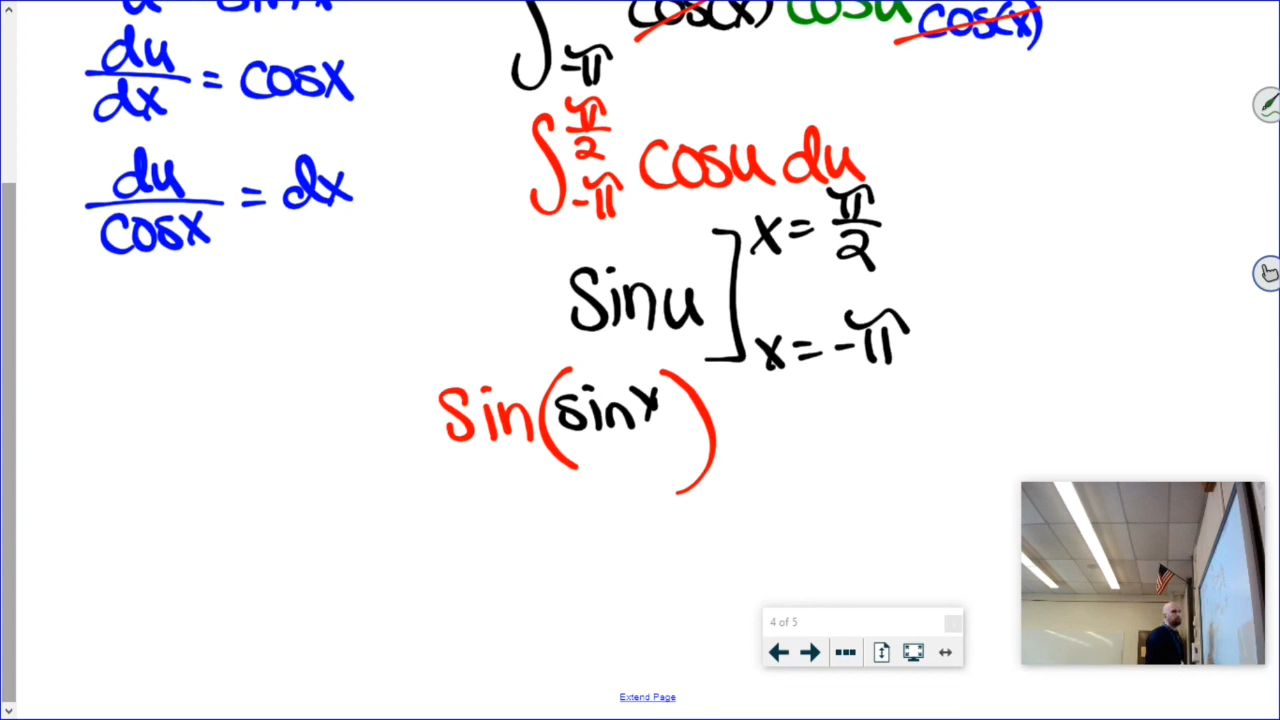 u = sin x
du/dx = cosx
du/cosx = dx
∫-π cos(x) cosu cos(x)
∫-π^π/2 cosu du
sinu ] x = π/2
x = -π
sin(sinx)
4 of 5
Extend Page